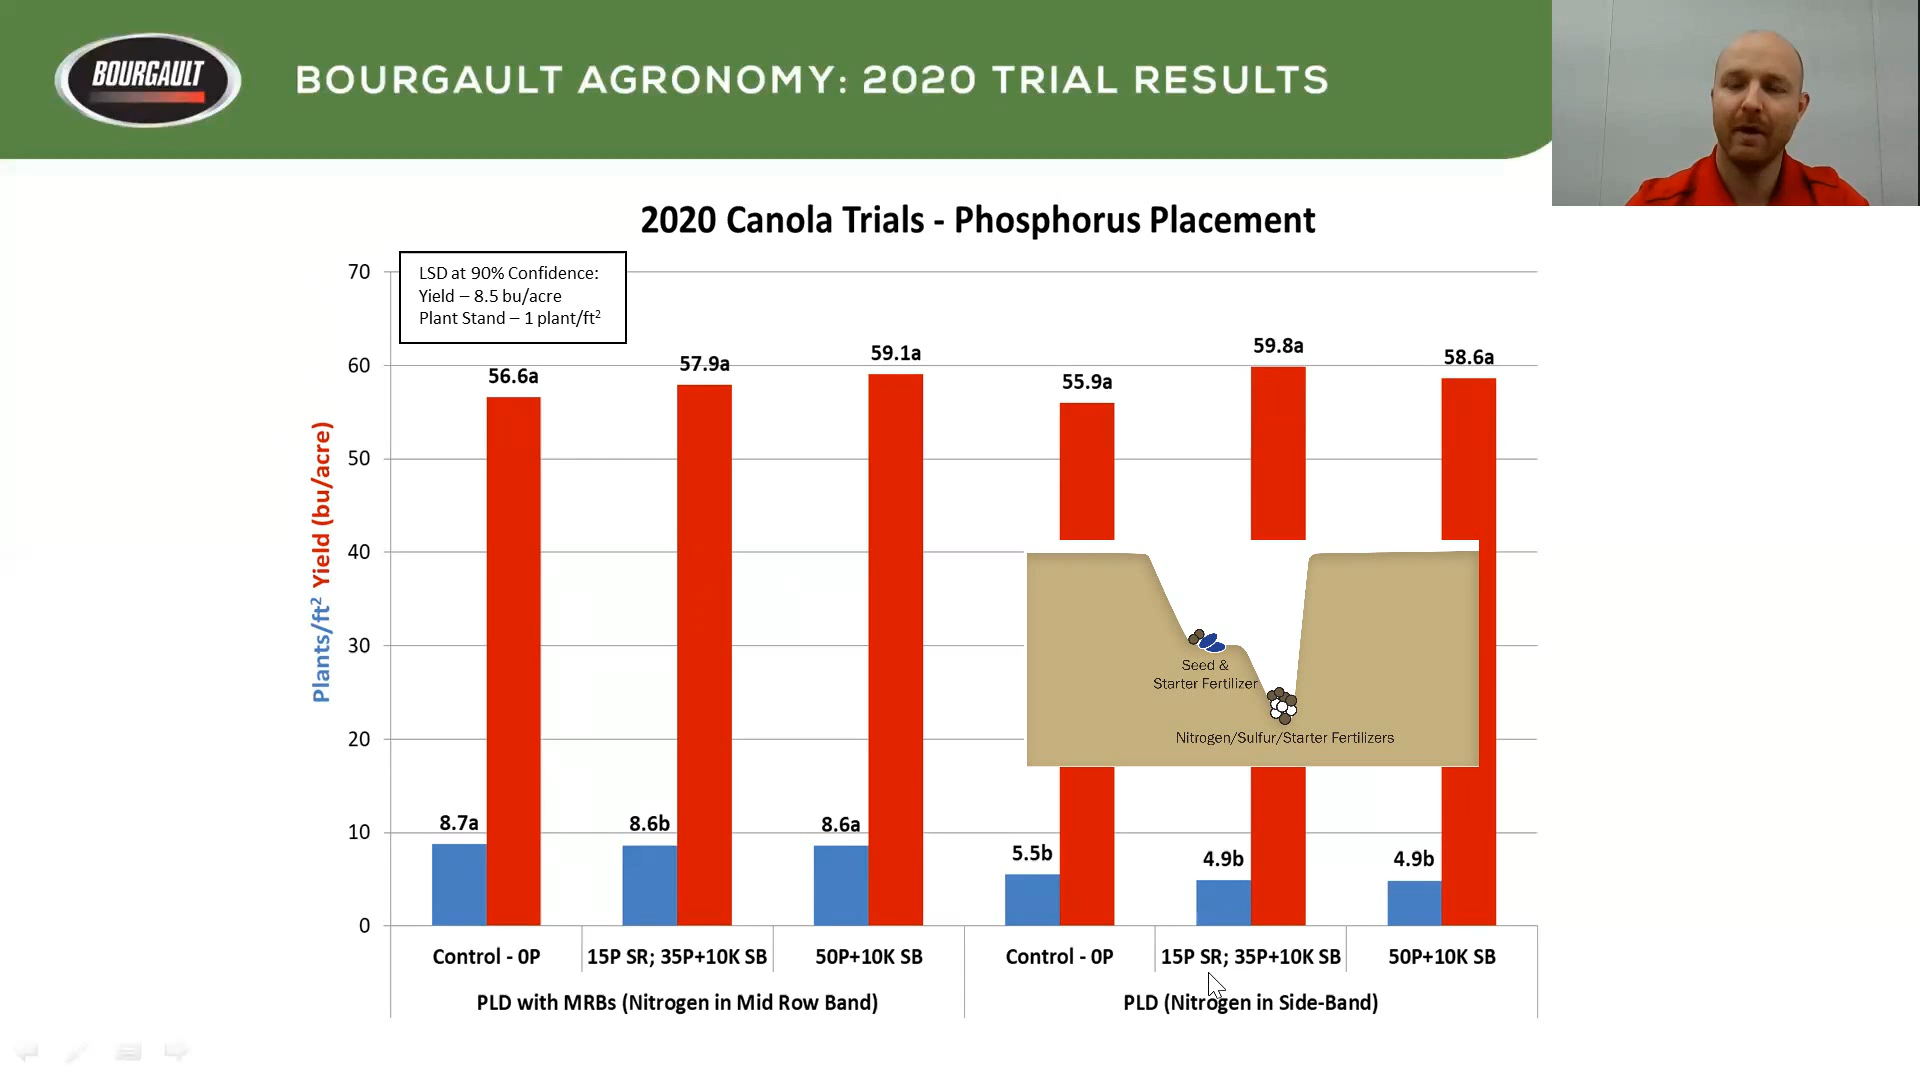 BOURGAULT
BOURGAULT AGRONOMY: 2020 TRIAL RESULTS
2020 Canola Trials - Phosphorus Placement
LSD at 90% Confidence:
Yield – 8.5 bu/acre
Plant Stand – 1 plant/ft²
Plants/ft² Yield (bu/acre)
70
60
50
40
30
20
10
0
56.6a
57.9a
59.1a
55.9a
59.8a
58.6a
8.7a
8.6b
8.6a
5.5b
4.9b
4.9b
Seed &
Starter Fertilizer
Nitrogen/Sulfur/Starter Fertilizers
Control - 0P
15P SR; 35P+10K SB
50P+10K SB
Control - 0P
15P SR; 35P+10K SB
50P+10K SB
PLD with MRBs (Nitrogen in Mid Row Band)
PLD (Nitrogen in Side-Band)